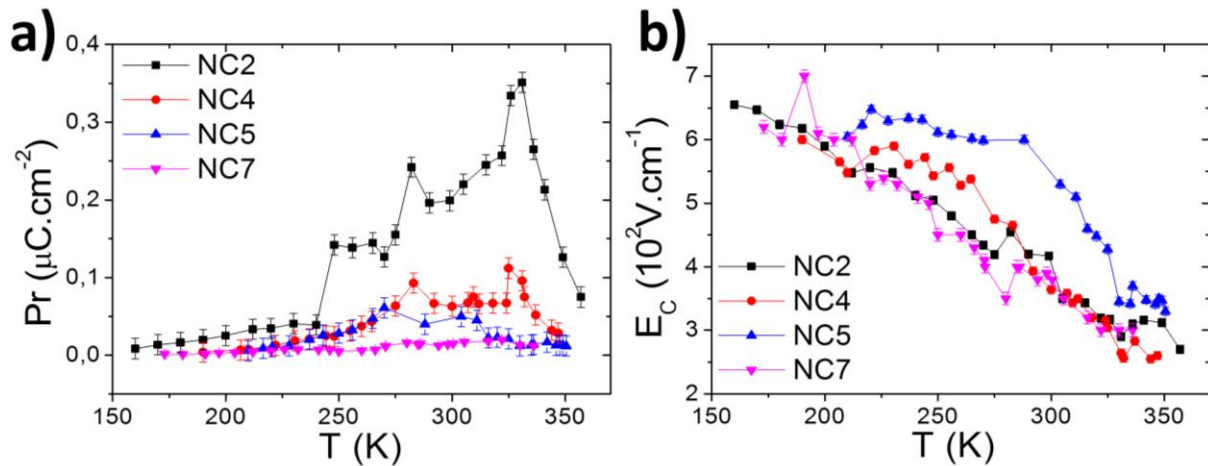 a)
0,4
0,3
0,2
0,1
0,0
Pr (μC.cm⁻²)
NC2
NC4
NC5
NC7
150 200 250 300 350
T (K)
b)
7
6
5
4
3
2
E_C (10²V.cm⁻¹)
NC2
NC4
NC5
NC7
150 200 250 300 350
T (K)